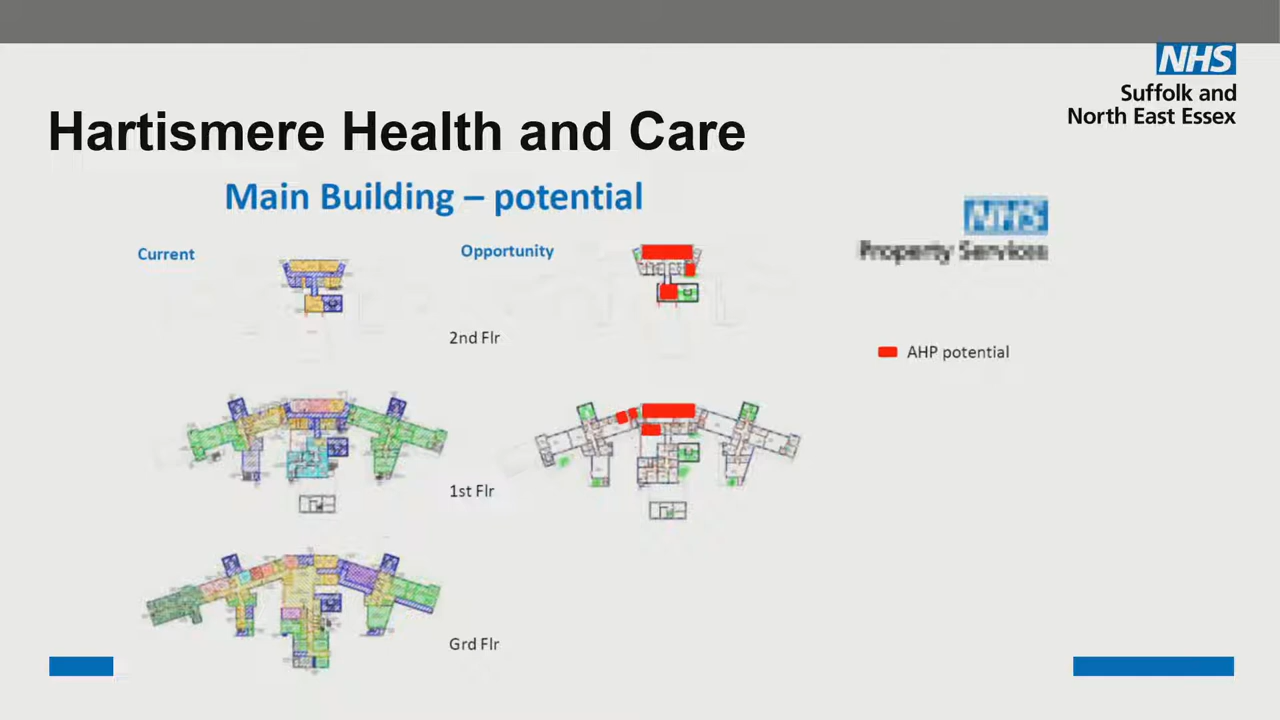 NHS
Suffolk and
North East Essex
Hartismere Health and Care
Main Building – potential
NHS
Property Services
Current
Opportunity
2nd Flr
AHP potential
1st Flr
Grd Flr